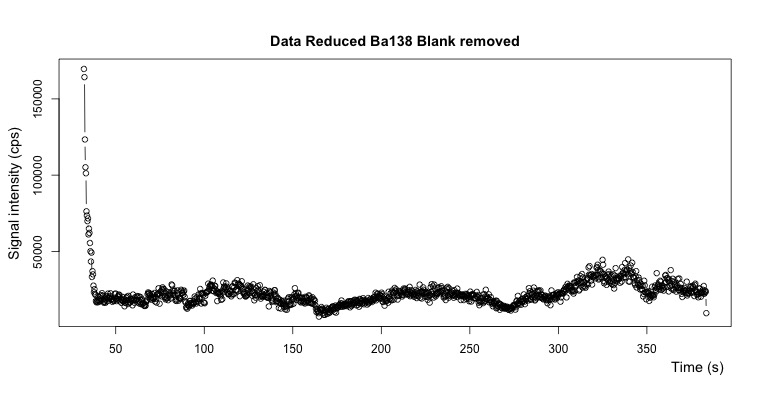 Data Reduced Ba138 Blank removed
Signal intensity (cps)
150000
100000
50000
50 100 150 200 250 300 350
Time (s)